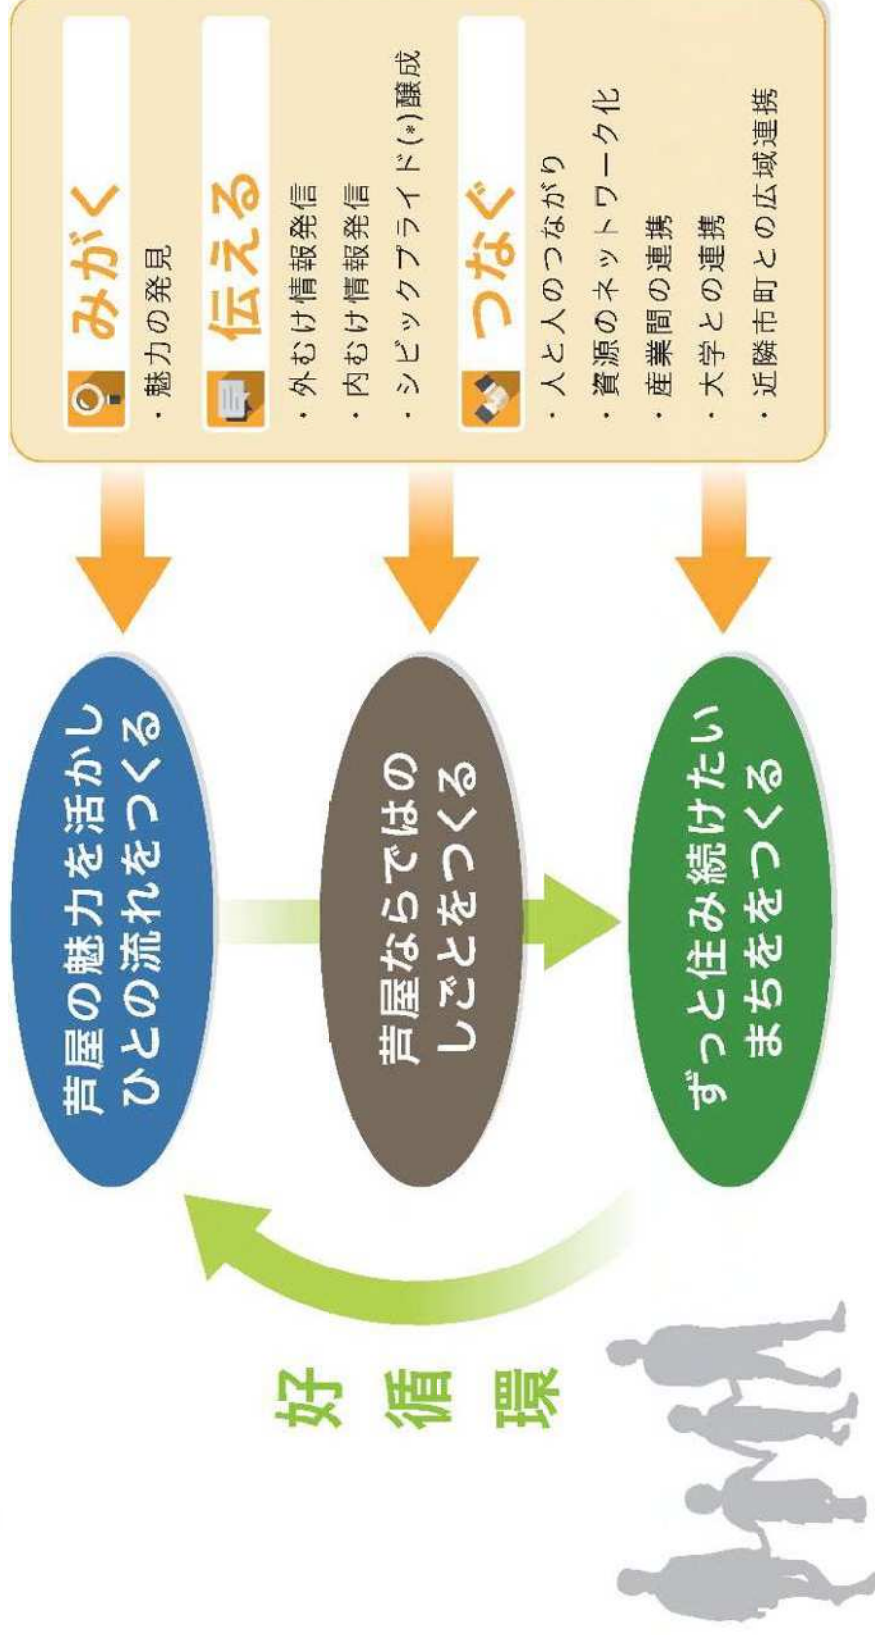 好循環
芦屋の魅力を活かし
ひとの流れをつくる
芦屋ならではの
しごとをつくる
ずっと住み続けたい
まちををつくる
みがく
・魅力の発見
伝える
・外むけ情報発信
・内むけ情報発信
・シビックプライド(*)醸成
つなぐ
・人と人のつながり
・資源のネットワーク化
・産業間の連携
・大学との連携
・近隣市町との広域連携